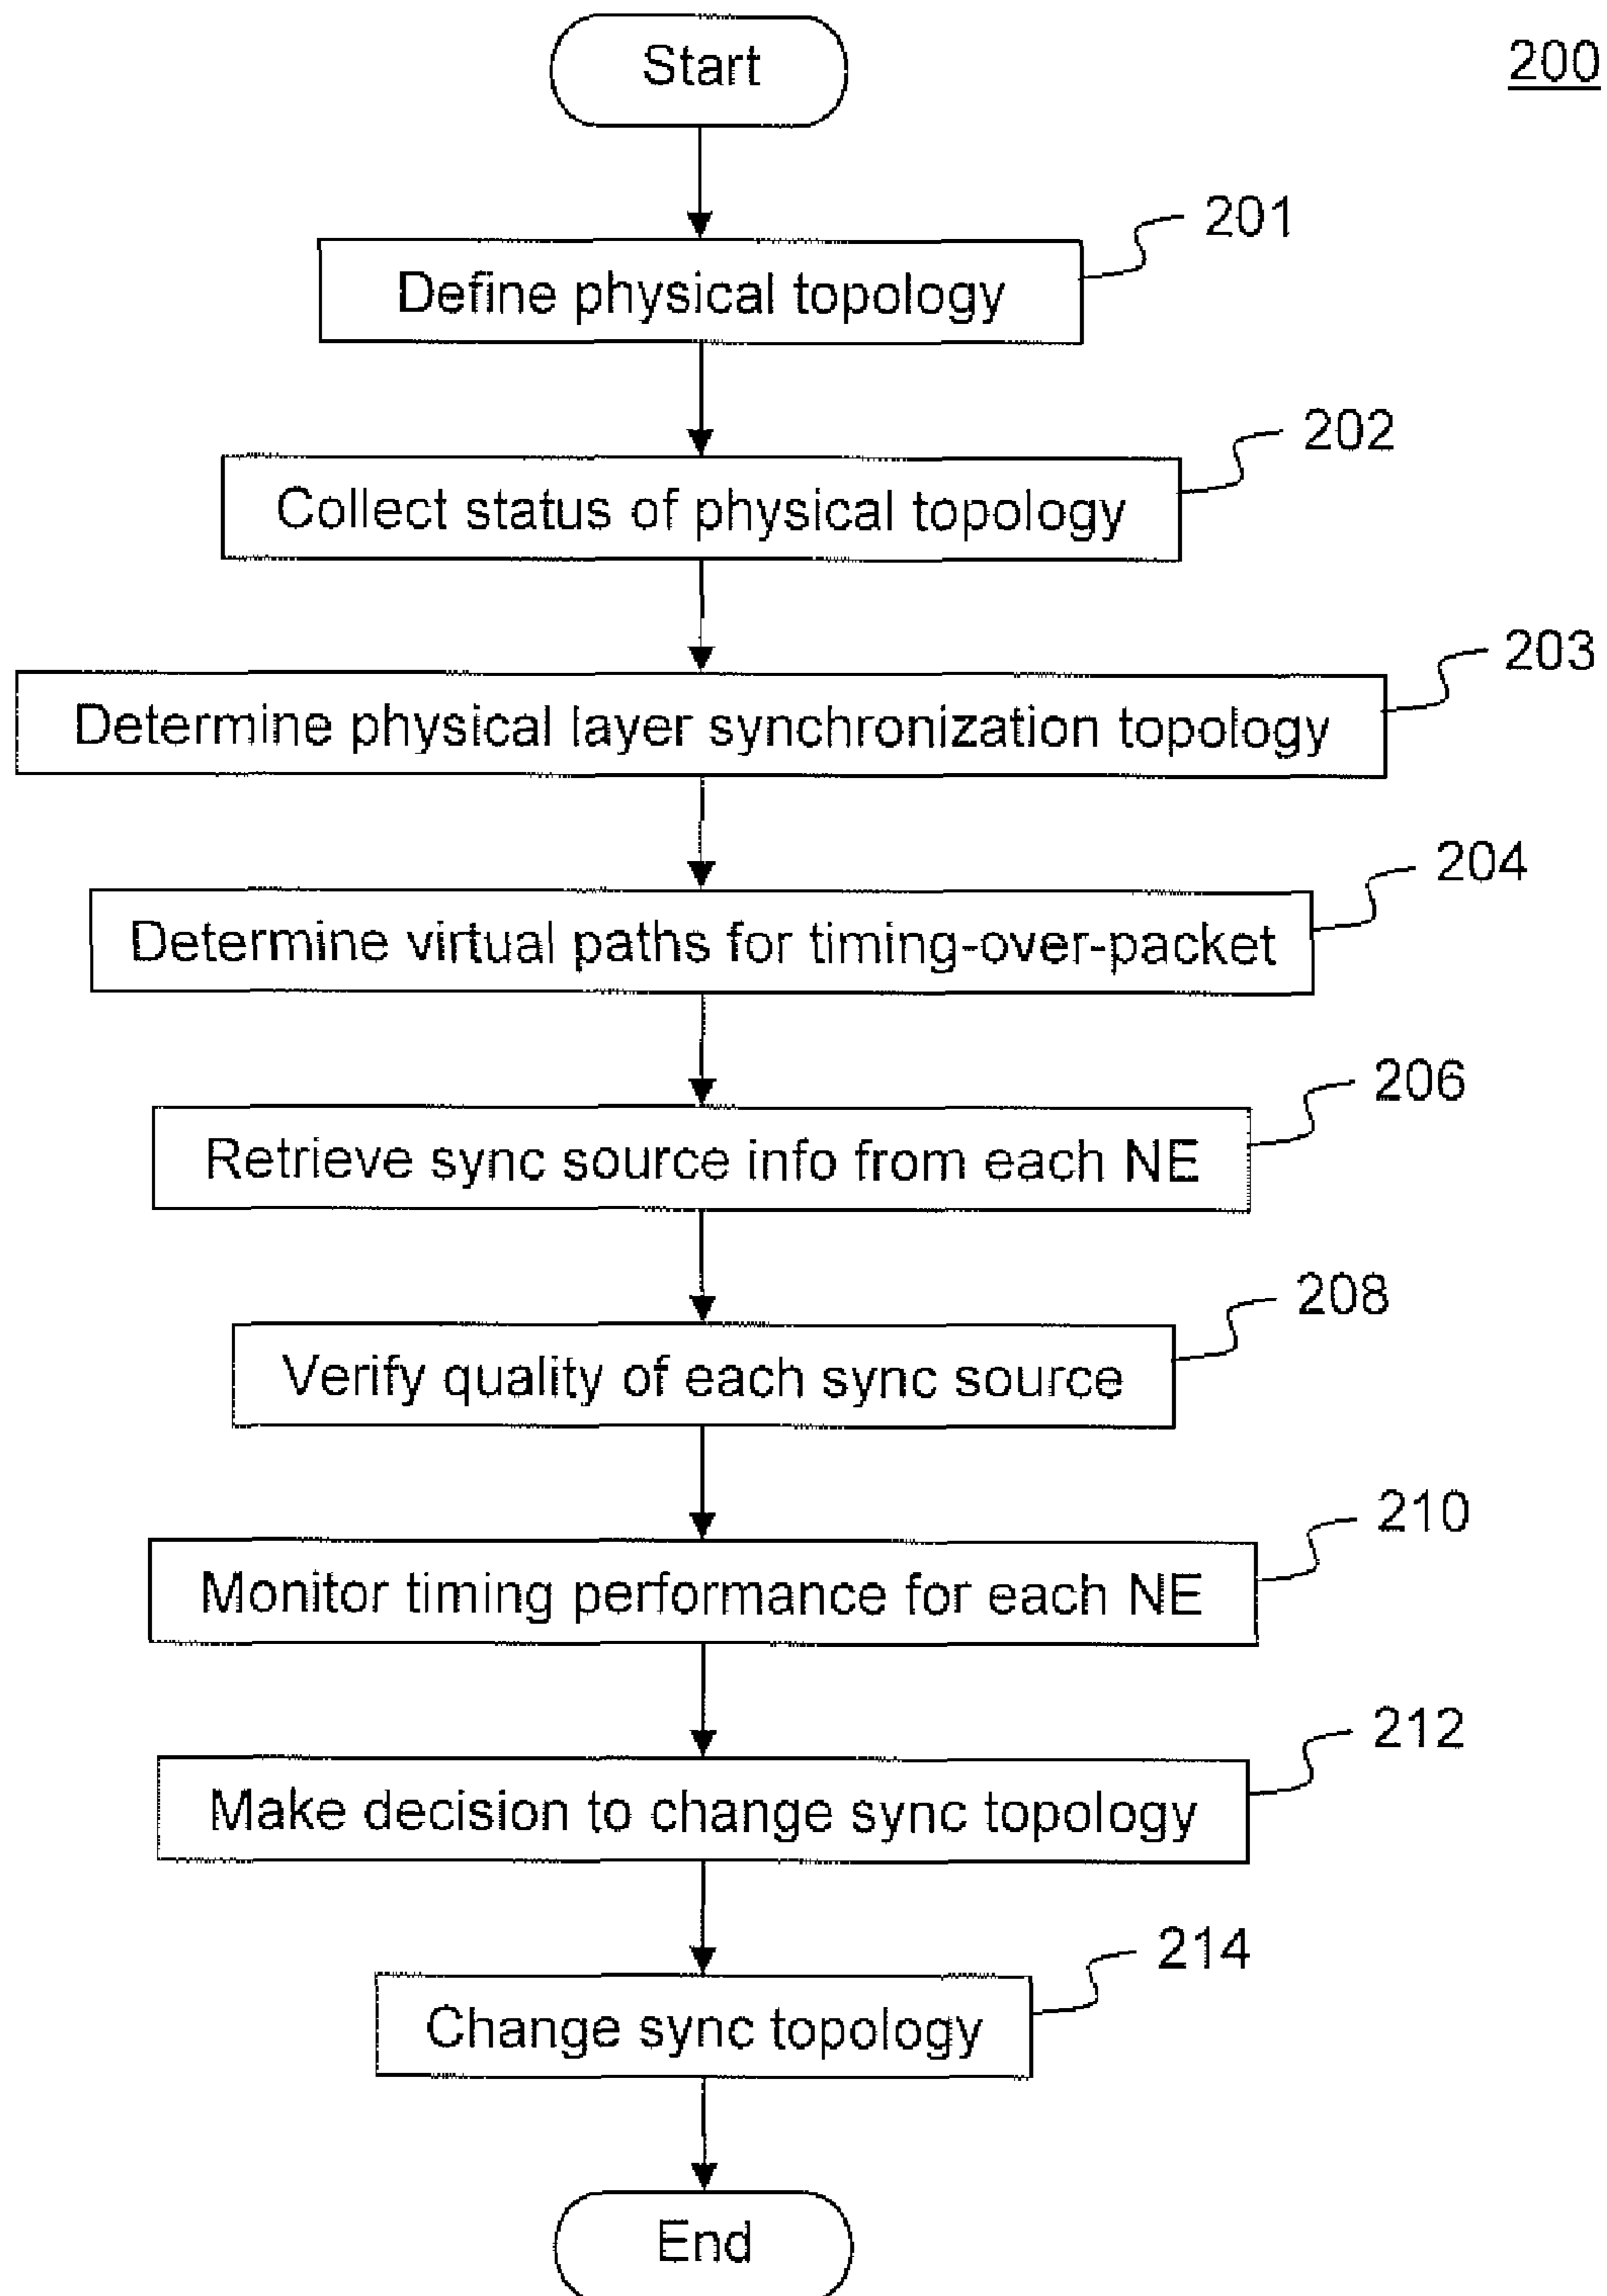 Start
200
201
Define physical topology
202
Collect status of physical topology
203
Determine physical layer synchronization topology
204
Determine virtual paths for timing-over-packet
206
Retrieve sync source info from each NE
208
Verify quality of each sync source
210
Monitor timing performance for each NE
212
Make decision to change sync topology
214
Change sync topology
End